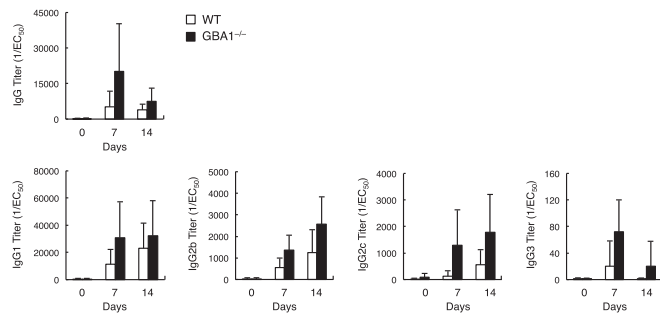 WT
GBA1–/–
IgG Titer (1/EC50)
45000
30000
15000
0
0 7 14
Days
IgG1 Titer (1/EC50)
80000
60000
40000
20000
0
0 7 14
Days
IgG2b Titer (1/EC50)
5000
4000
3000
2000
1000
0
0 7 14
Days
IgG2c Titer (1/EC50)
4000
3000
2000
1000
0
0 7 14
Days
IgG3 Titer (1/EC50)
160
120
80
40
0
0 7 14
Days